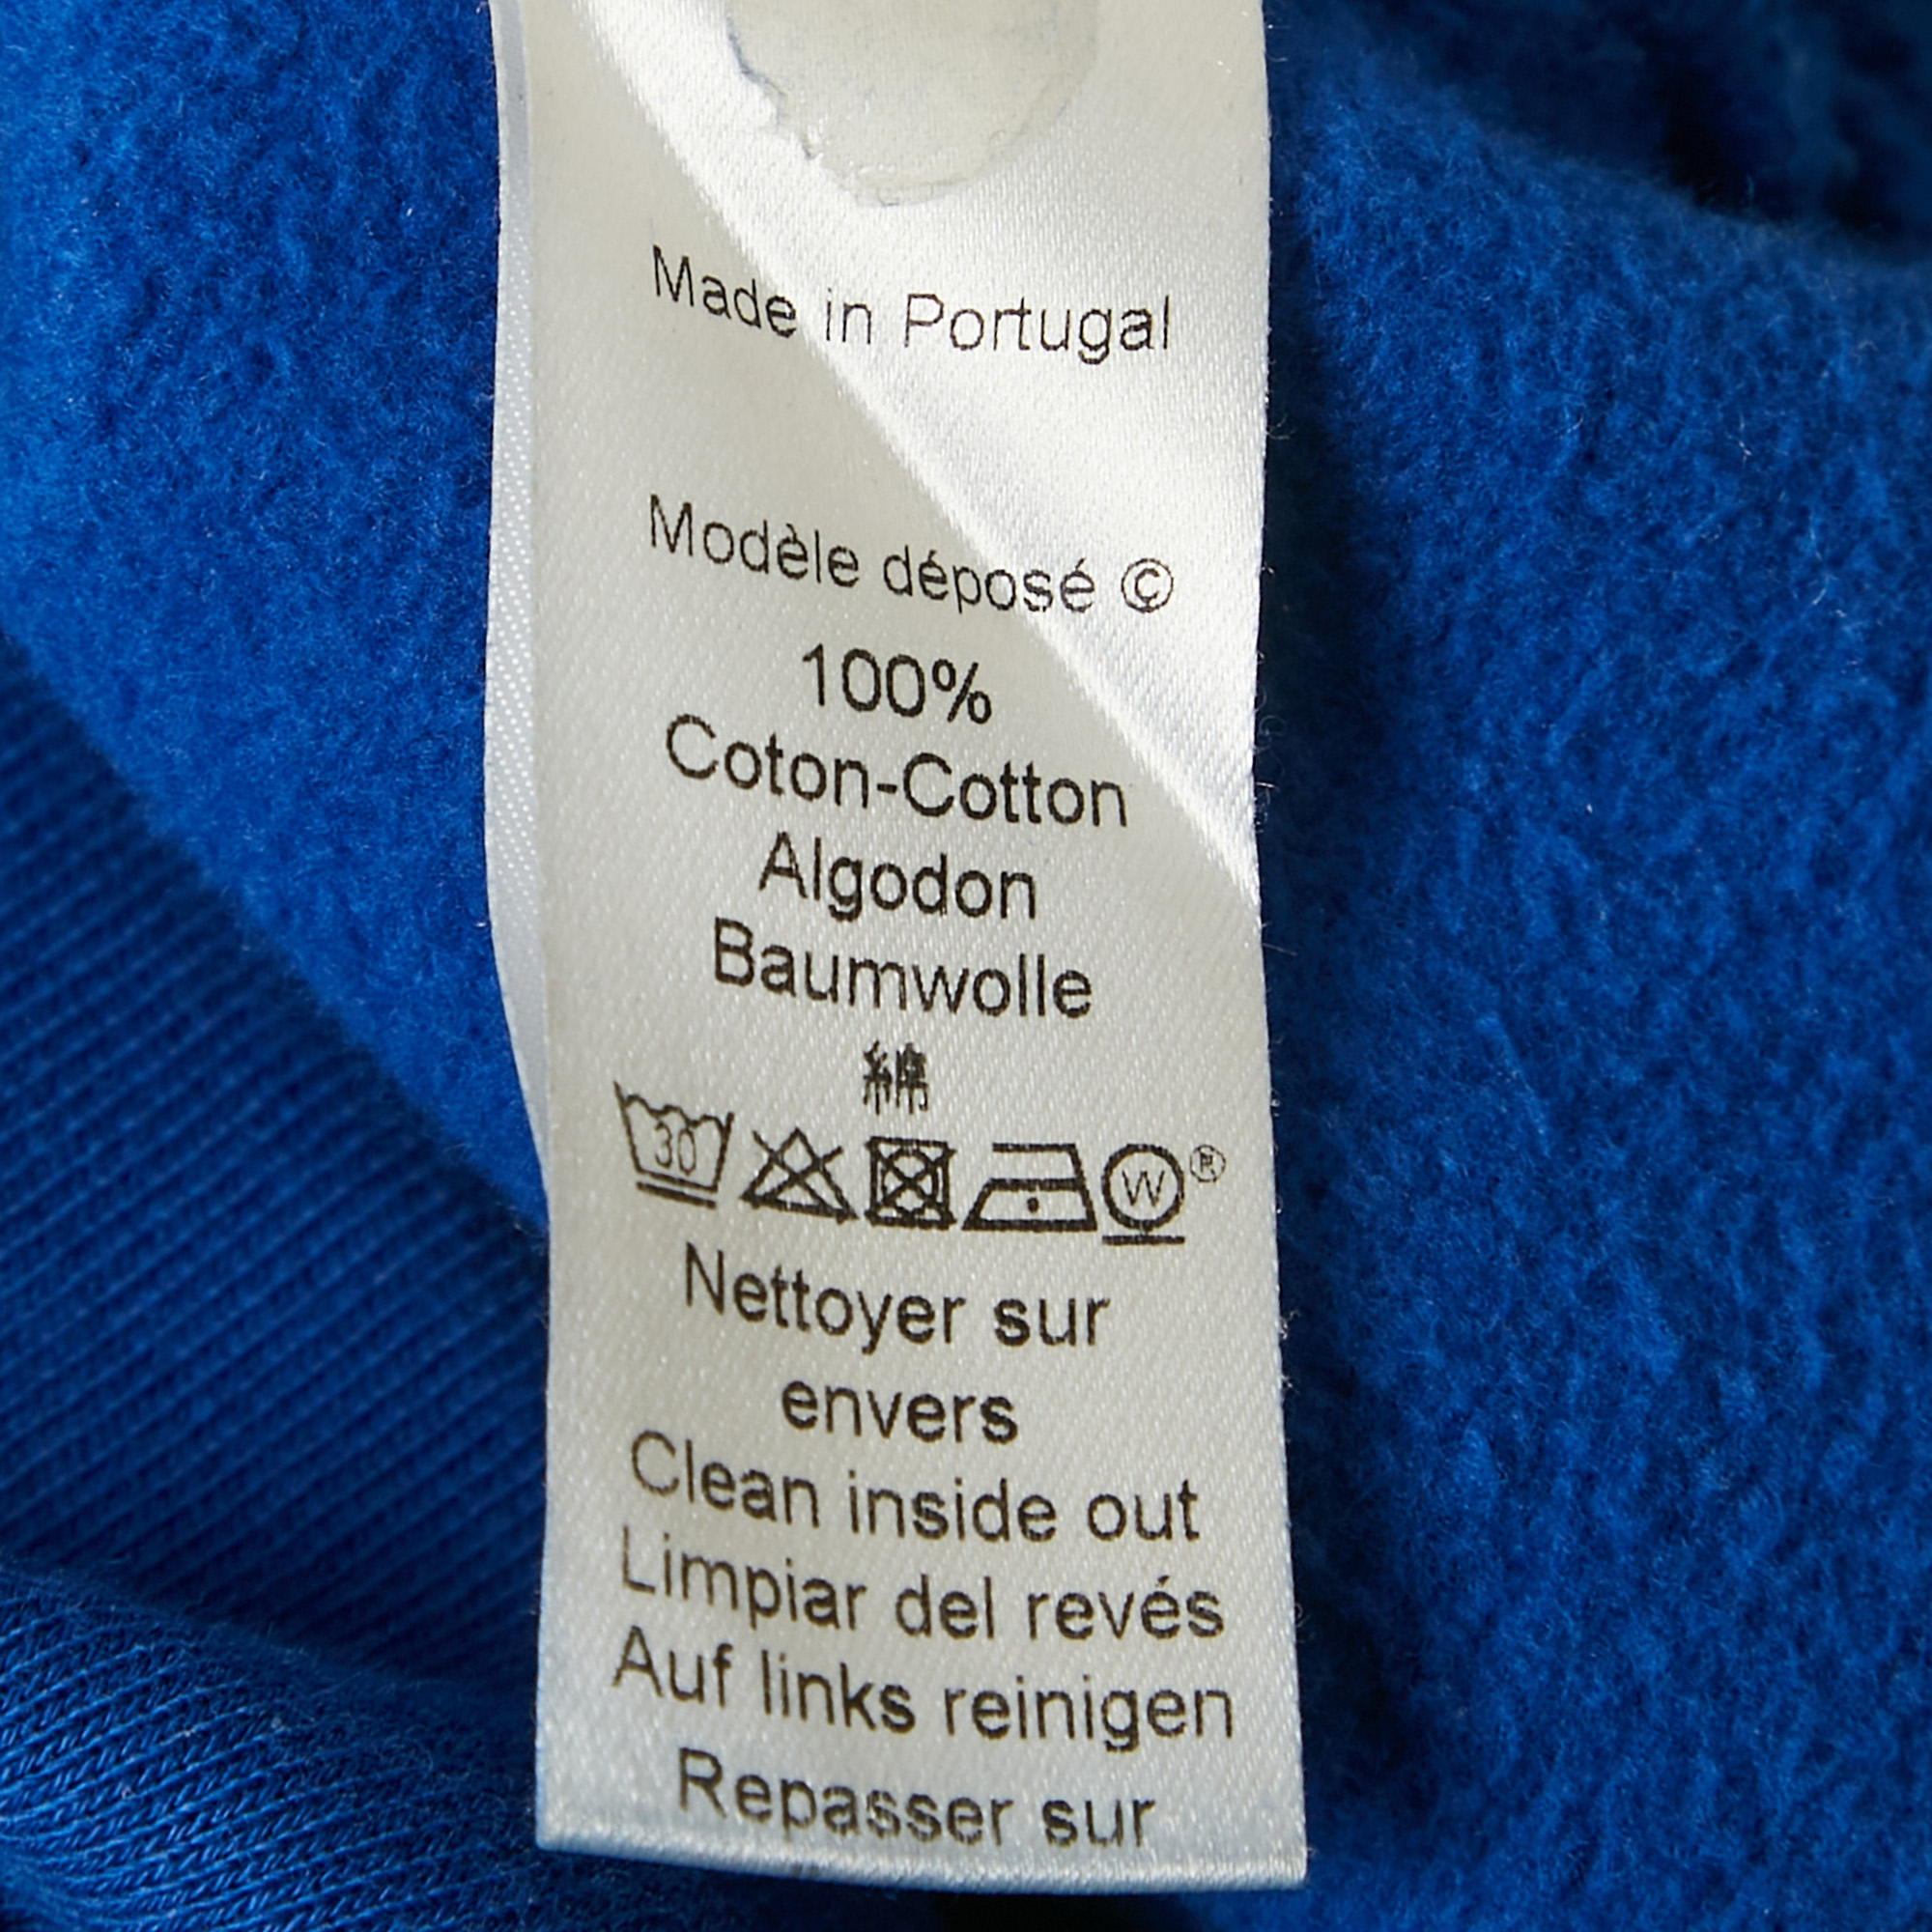 Made in Portugal
Modèle déposé ©
100%
Coton-Cotton
Algodon
Baumwolle
綿
30 W ®
Nettoyer sur
envers
Clean inside out
Limpiar del revés
Auf links reinigen
Repasser sur